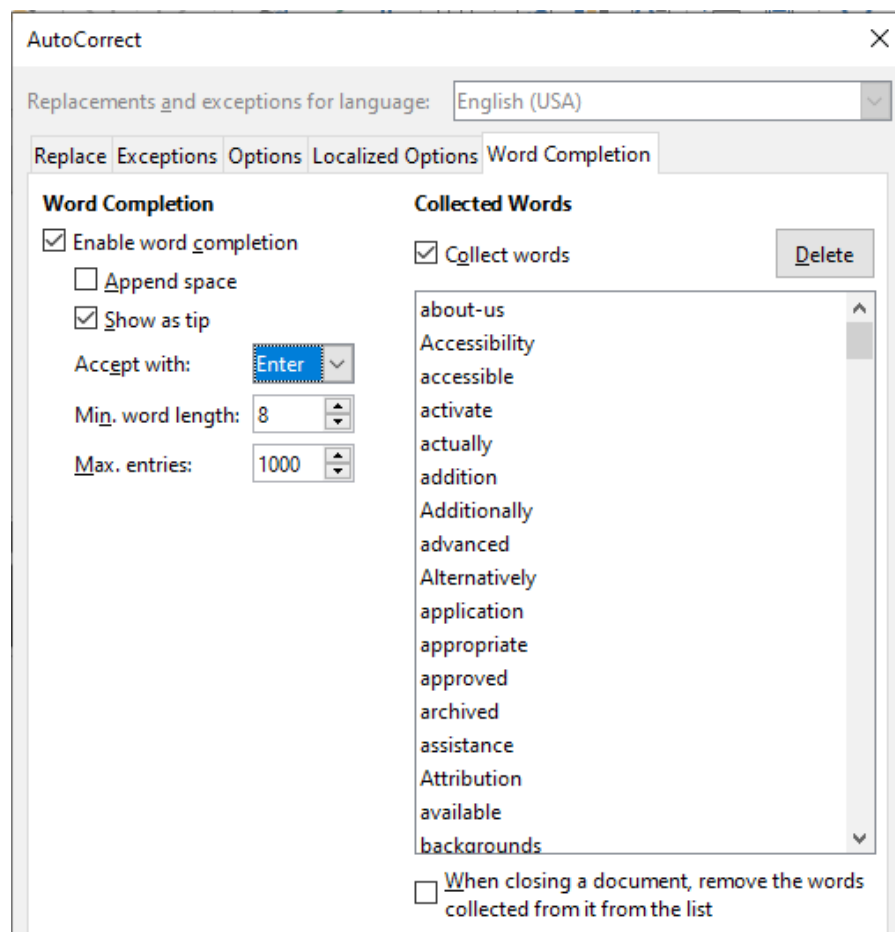 AutoCorrect
Replacements and exceptions for language: English (USA)
Replace Exceptions Options Localized Options Word Completion
Word Completion
Enable word completion
Append space
Show as tip
Accept with: Enter
Min. word length: 8
Max. entries: 1000
Collected Words
Collect words
Delete
about-us
Accessibility
accessible
activate
actually
addition
Additionally
advanced
Alternatively
application
appropriate
approved
archived
assistance
Attribution
available
backgrounds
When closing a document, remove the words
collected from it from the list